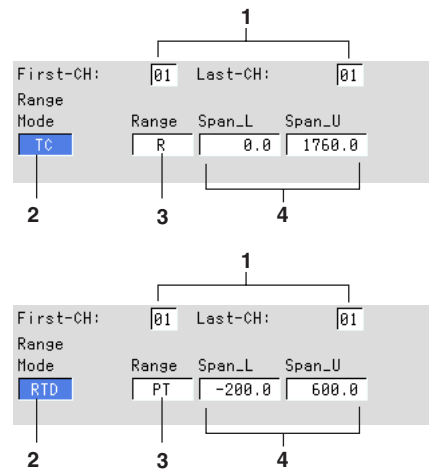 1
First-CH: 01 Last-CH: 01
Range
Mode Range Span_L Span_U
TC R 0.0 1760.0
2 3 4
1
First-CH: 01 Last-CH: 01
Range
Mode Range Span_L Span_U
RTD PT -200.0 600.0
2 3 4